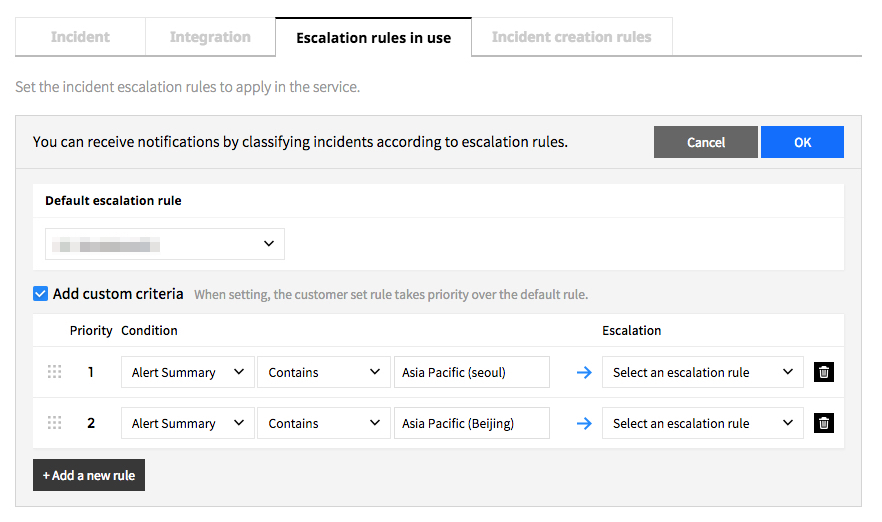 Incident Integration Escalation rules in use Incident creation rules
Set the incident escalation rules to apply in the service.
You can receive notifications by classifying incidents according to escalation rules. Cancel OK
Default escalation rule
Add custom criteria When setting, the customer set rule takes priority over the default rule.
Priority Condition Escalation
1 Alert Summary Contains Asia Pacific (seoul) Select an escalation rule
2 Alert Summary Contains Asia Pacific (Beijing) Select an escalation rule
+ Add a new rule